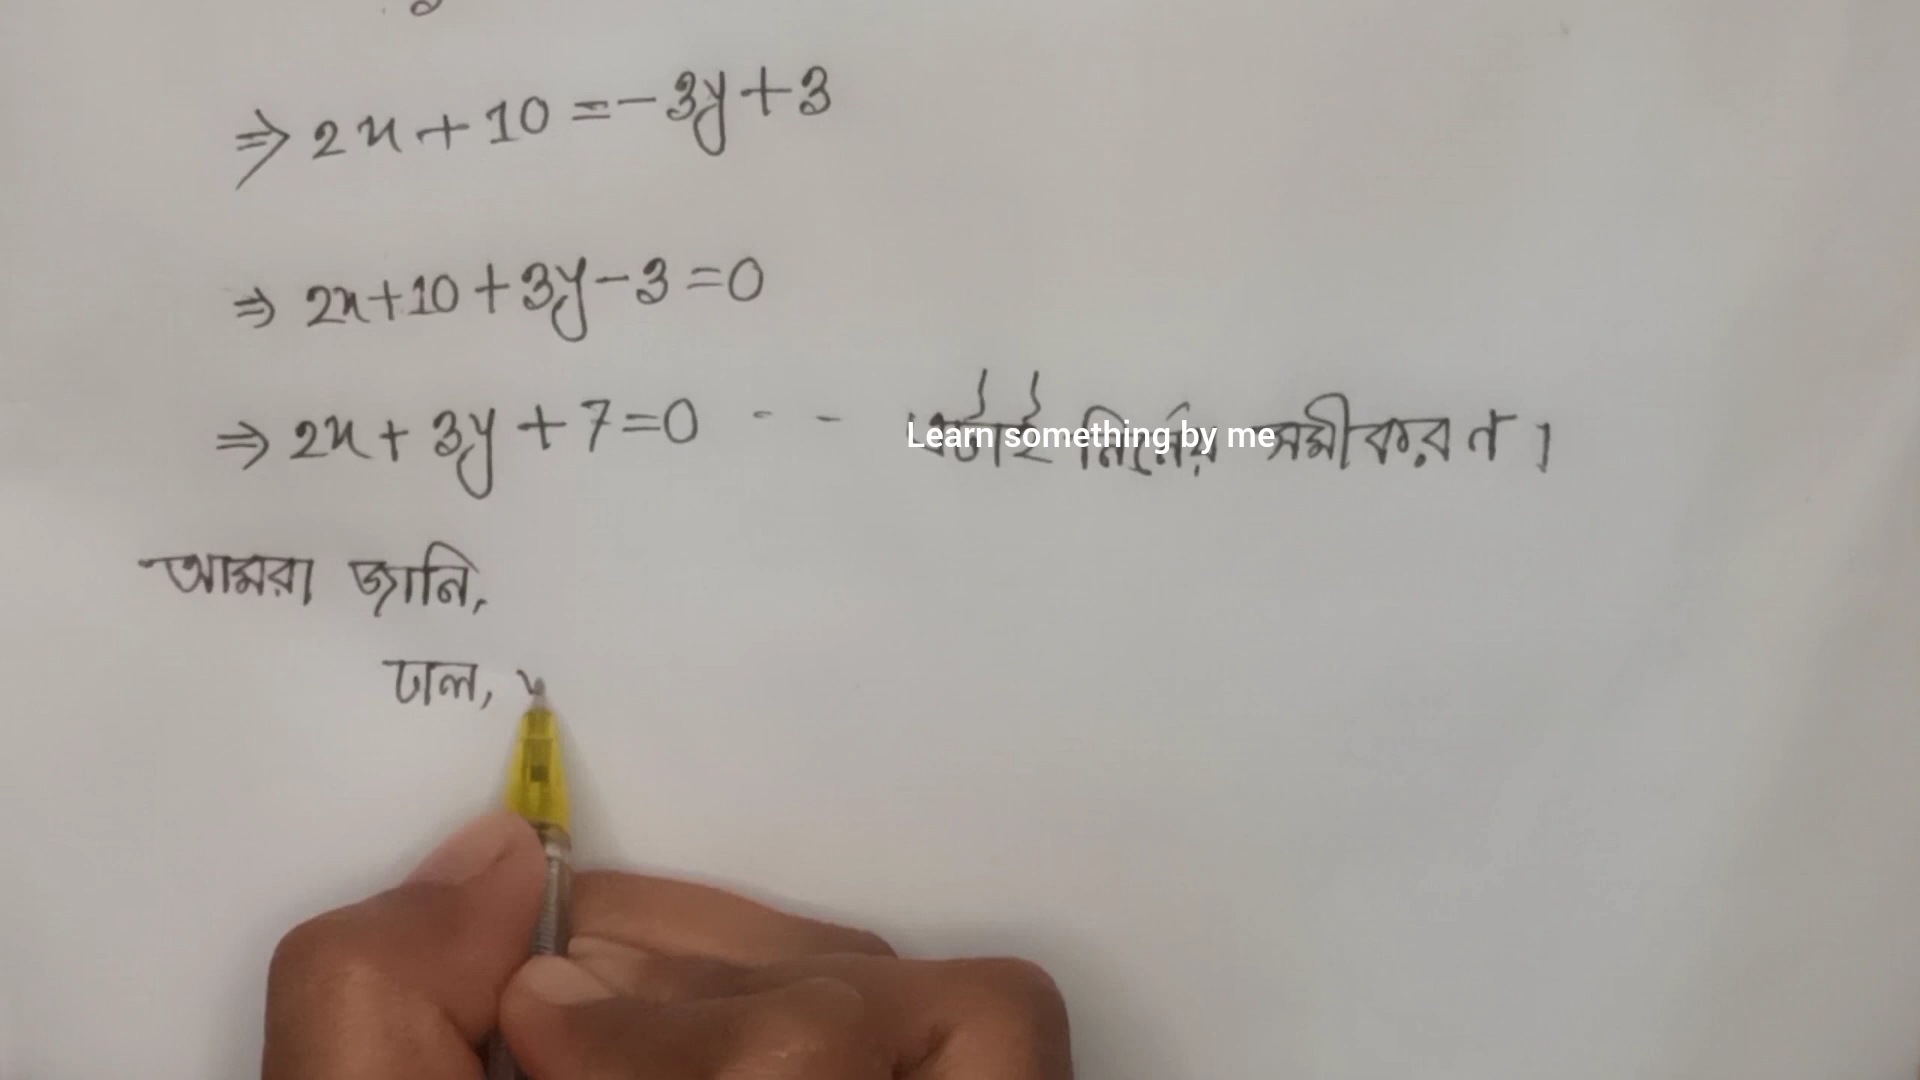 ⇒ 2x + 10 = -3y + 3
⇒ 2x + 10 + 3y - 3 = 0
⇒ 2x + 3y + 7 = 0 - - এটাই নির্ণেয় সমীকরণ।
Learn something by me
আমরা জানি,
ঢাল,